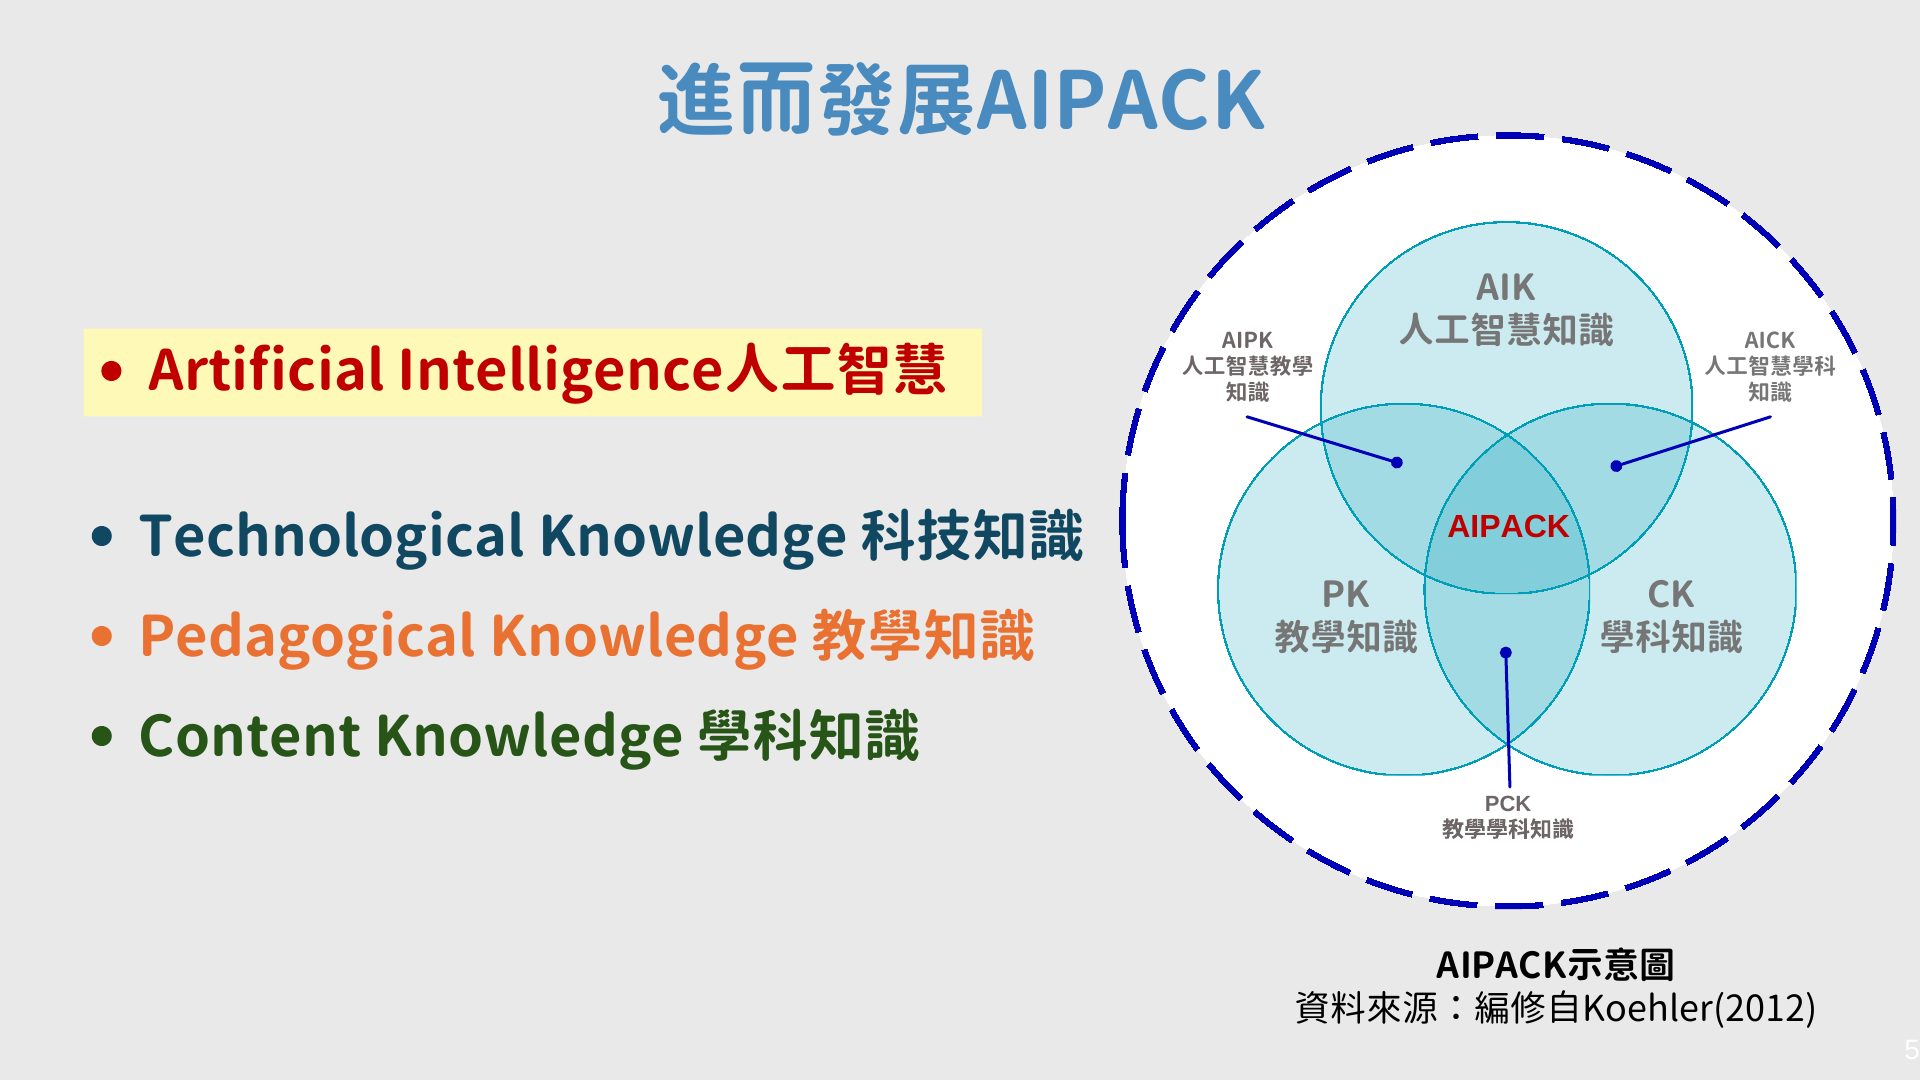 進而發展AIPACK
• Artificial Intelligence人工智慧
• Technological Knowledge 科技知識
• Pedagogical Knowledge 教學知識
• Content Knowledge 學科知識
AIK
人工智慧知識
AIPK
人工智慧教學
知識
AICK
人工智慧學科
知識
AIPACK
PK
教學知識
CK
學科知識
PCK
教學學科知識
AIPACK示意圖
資料來源：編修自Koehler(2012)
5